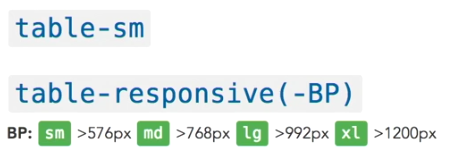 table-sm
table-responsive(-BP)
BP: sm >576px md >768px lg >992px xl >1200px